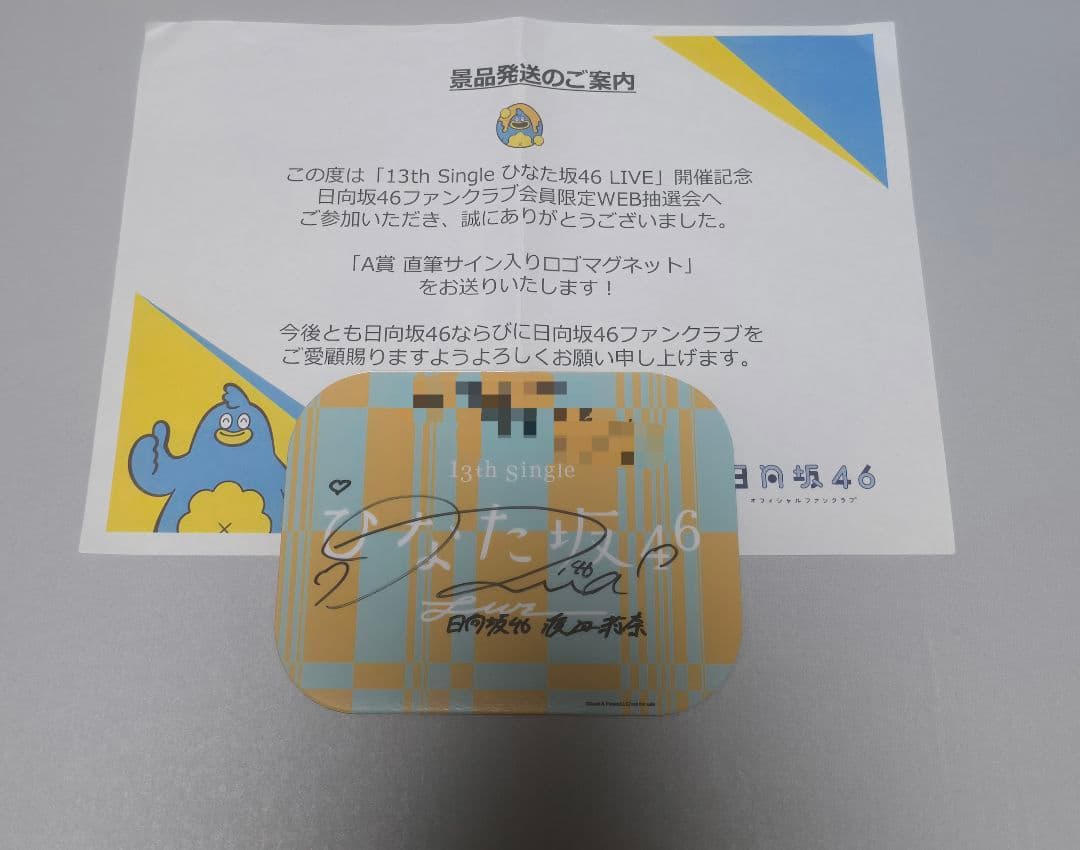 景品発送のご案内
この度は「13th Single ひなた坂46 LIVE」開催記念
日向坂46ファンクラブ会員限定WEB抽選会へ
ご参加いただき、誠にありがとうございました。
「A賞 直筆サイン入りロゴマグネット」
をお送りいたします！
今後とも日向坂46ならびに日向坂46ファンクラブを
ご愛顧賜りますようよろしくお願い申し上げます。
日向坂46
オフィシャルファンクラブ
13th Single
ひなた坂46
Live
日向坂46 渡辺莉奈